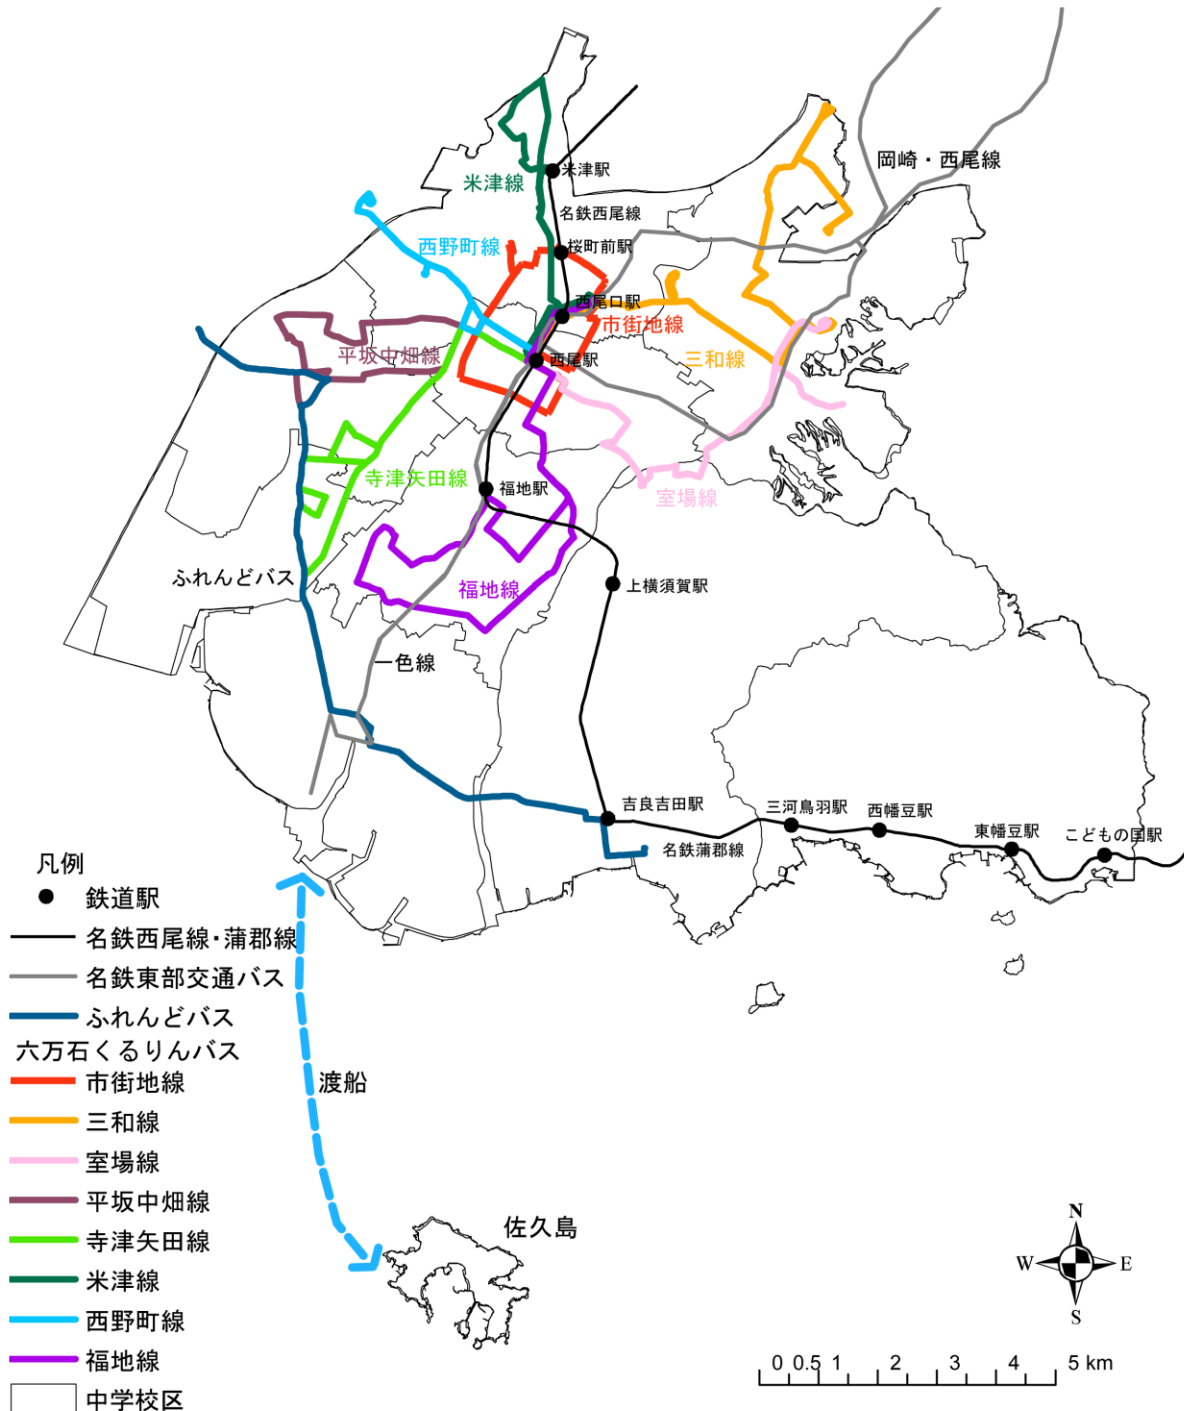 岡崎・西尾線
米津駅
米津線
名鉄西尾線
桜町前駅
西野町線
西尾口駅
市街地線
平坂中畑線
西尾駅
三和線
寺津矢田線
福地駅
室場線
ふれんどバス
福地線
上横須賀駅
一色線
吉良吉田駅
三河鳥羽駅
西幡豆駅
東幡豆駅
こどもの国駅
名鉄蒲郡線
凡例
鉄道駅
名鉄西尾線・蒲郡線
名鉄東部交通バス
ふれんどバス
六万石くるりんバス
市街地線
三和線
室場線
平坂中畑線
寺津矢田線
米津線
西野町線
福地線
中学校区
渡船
佐久島
N
W E
S
0 0.5 1 2 3 4 5 km